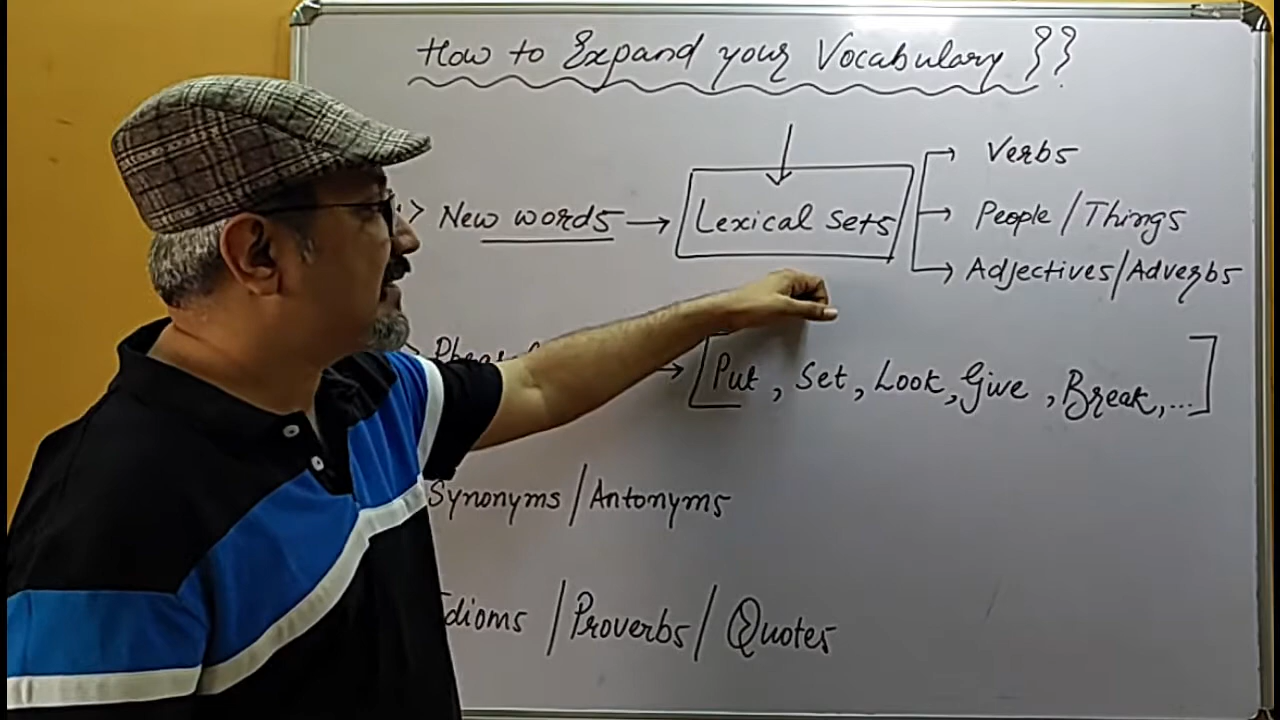 How to Expand your Vocabulary ??
:> New words → Lexical sets
Verbs
People / Things
Adjectives/Adverbs
→ [Put, Set, Look, Give, Break, ...]
Synonyms / Antonyms
Idioms / Proverbs / Quotes